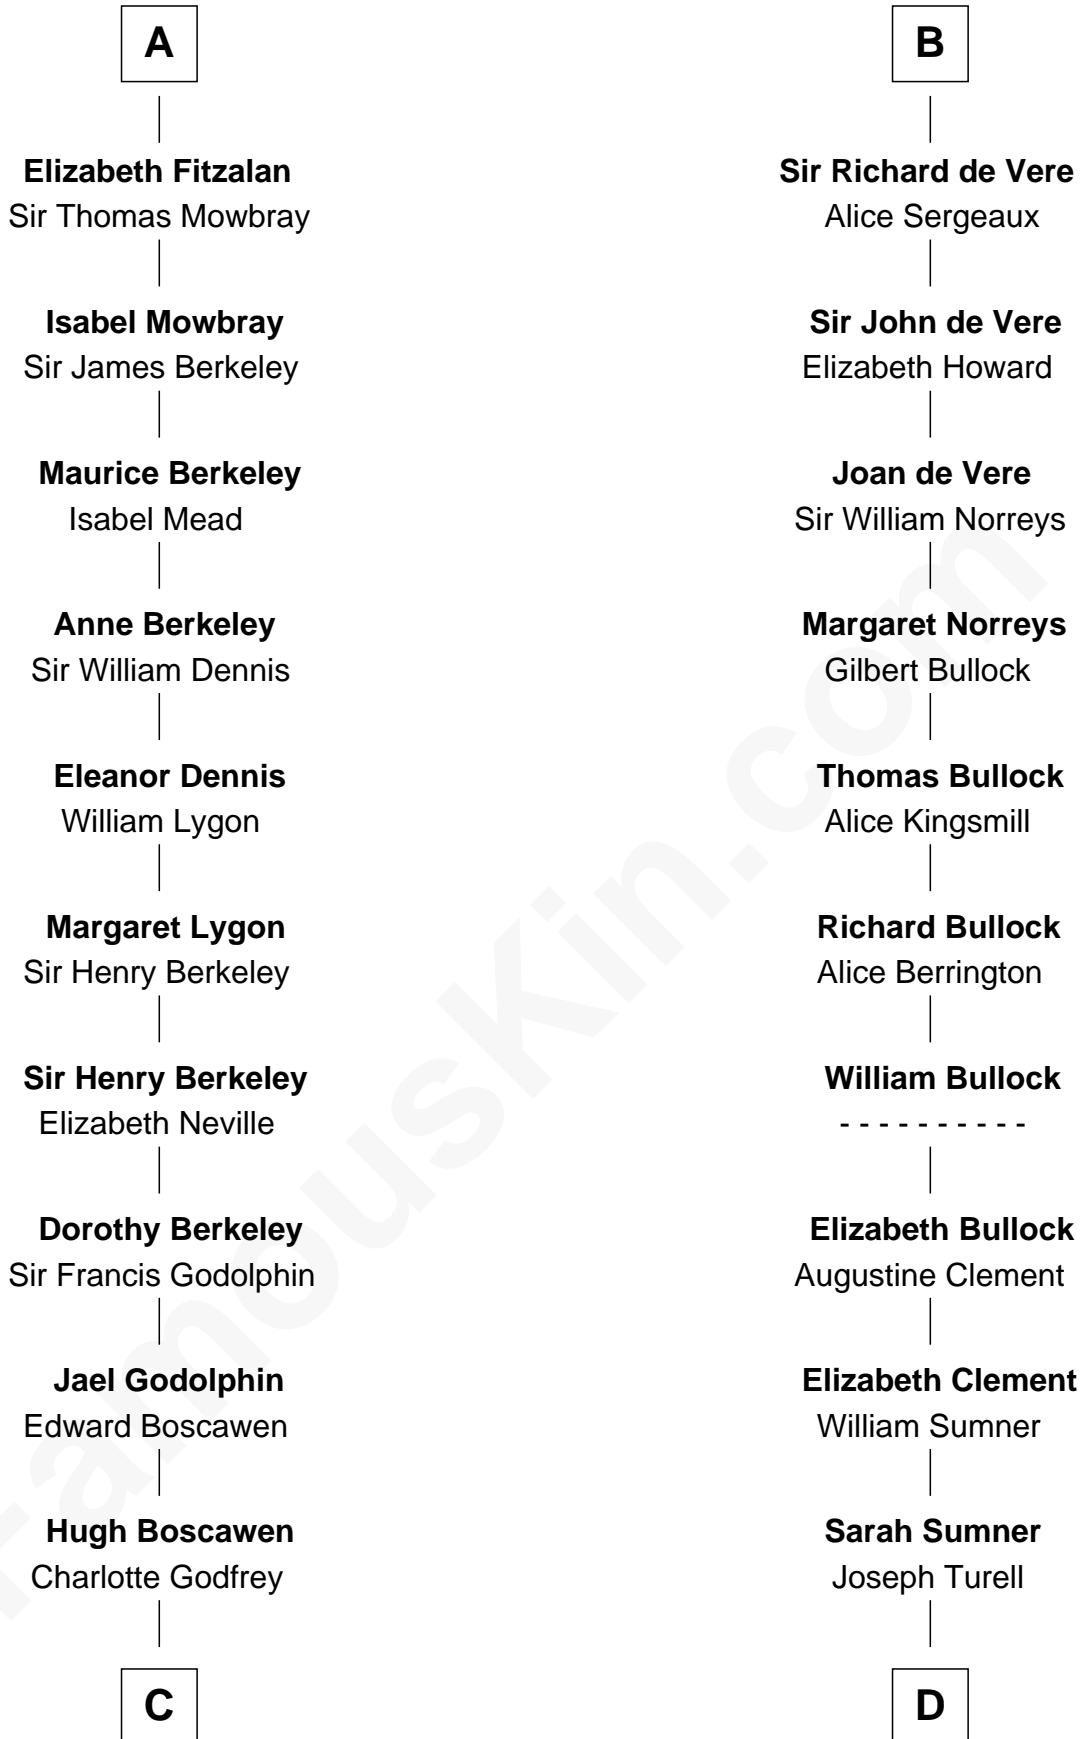 A
Elizabeth Fitzalan
Sir Thomas Mowbray
Isabel Mowbray
Sir James Berkeley
Maurice Berkeley
Isabel Mead
Anne Berkeley
Sir William Dennis
Eleanor Dennis
William Lygon
Margaret Lygon
Sir Henry Berkeley
Sir Henry Berkeley
Elizabeth Neville
Dorothy Berkeley
Sir Francis Godolphin
Jael Godolphin
Edward Boscawen
Hugh Boscawen
Charlotte Godfrey
C
B
Sir Richard de Vere
Alice Sergeaux
Sir John de Vere
Elizabeth Howard
Joan de Vere
Sir William Norreys
Margaret Norreys
Gilbert Bullock
Thomas Bullock
Alice Kingsmill
Richard Bullock
Alice Berrington
William Bullock
- - - - - - - - - -
Elizabeth Bullock
Augustine Clement
Elizabeth Clement
William Sumner
Sarah Sumner
Joseph Turell
D
FamousKin.com